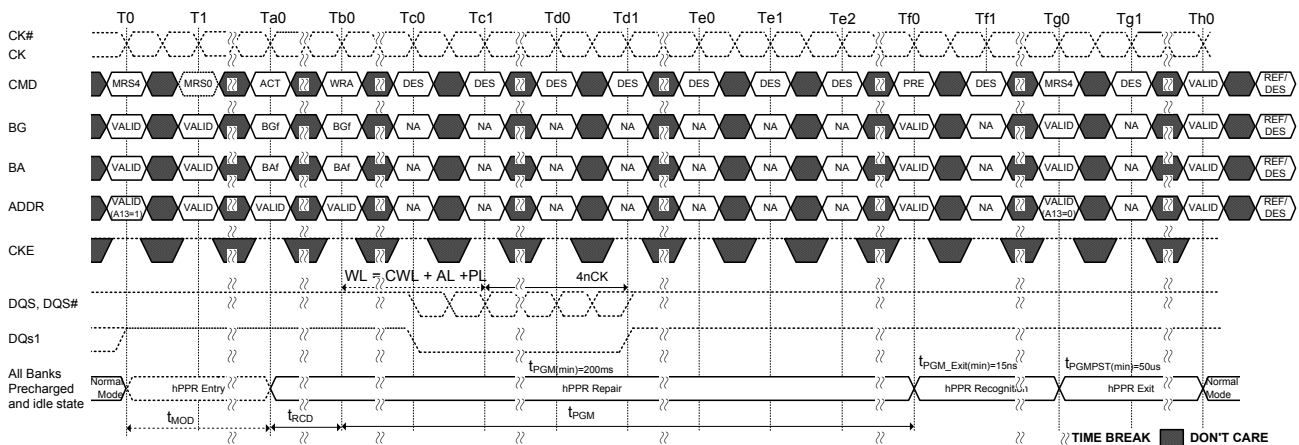 T0 T1 Ta0 Tb0 Tc0 Tc1 Td0 Td1 Te0 Te1 Te2 Tf0 Tf1 Tg0 Tg1 Th0
CK#
CK
CMD MRS4 MRS0 ACT WRA DES DES DES DES DES DES DES PRE DES MRS4 DES VALID REF/
DES
BG VALID VALID BGf BGf NA NA NA NA NA NA NA VALID NA VALID NA VALID REF/
DES
BA VALID VALID BAf BAf NA NA NA NA NA NA NA VALID NA VALID NA VALID REF/
DES
ADDR VALID (A13=1) VALID VALID VALID NA NA NA NA NA NA NA VALID NA VALID (A13=0) NA VALID REF/
DES
CKE
WL = CWL + AL +PL 4nCK
DQS, DQS#
DQs1
tPGM(min)=200ms tPGM_Exit(min)=15ns tPGMPST(min)=50us
All Banks
Precharged
and idle state
Normal
Mode
hPPR Entry hPPR Repair hPPR Recognition hPPR Exit
Normal
Mode
tMOD tRCD tPGM
TIME BREAK DON'T CARE